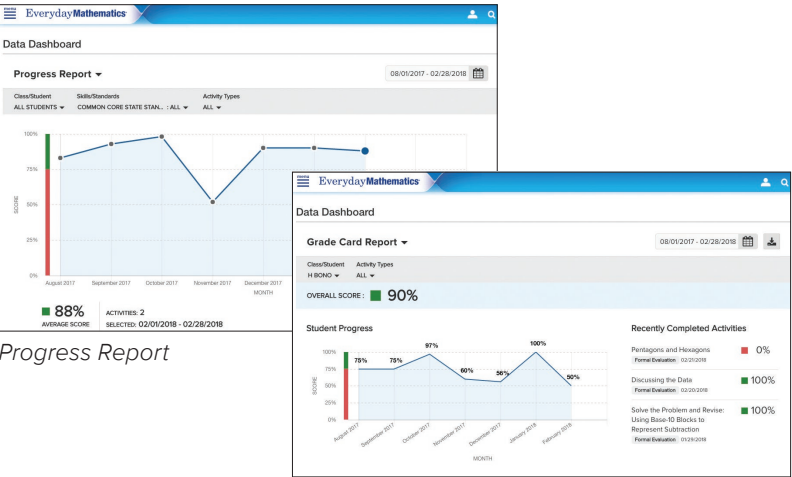 menu
Everyday Mathematics
Data Dashboard
Progress Report
08/01/2017 - 02/28/2018
Class/Student Skills/Standards Activity Types
ALL STUDENTS COMMON CORE STATE STAN... : ALL ALL
100%
75%
50%
25%
0%
SCORE
August 2017 September 2017 October 2017 November 2017 December 2017
MONTH
88%
AVERAGE SCORE
ACTIVITIES: 2
SELECTED: 02/01/2018 - 02/28/2018
Progress Report
menu
Everyday Mathematics
Data Dashboard
Grade Card Report
08/01/2017 - 02/28/2018
Class/Student Activity Types
H BONO ALL
OVERALL SCORE : 90%
Student Progress
100%
75%
50%
25%
0%
SCORE
75% 75% 97% 60% 56% 100% 50%
August 2017 September 2017 October 2017 November 2017 December 2017 January 2018 February 2018
MONTH
Recently Completed Activities
Pentagons and Hexagons 0%
Formal Evaluation 02/21/2018
Discussing the Data 100%
Formal Evaluation 02/20/2018
Solve the Problem and Revise: 100%
Using Base-10 Blocks to
Represent Subtraction
Formal Evaluation 01/29/2018